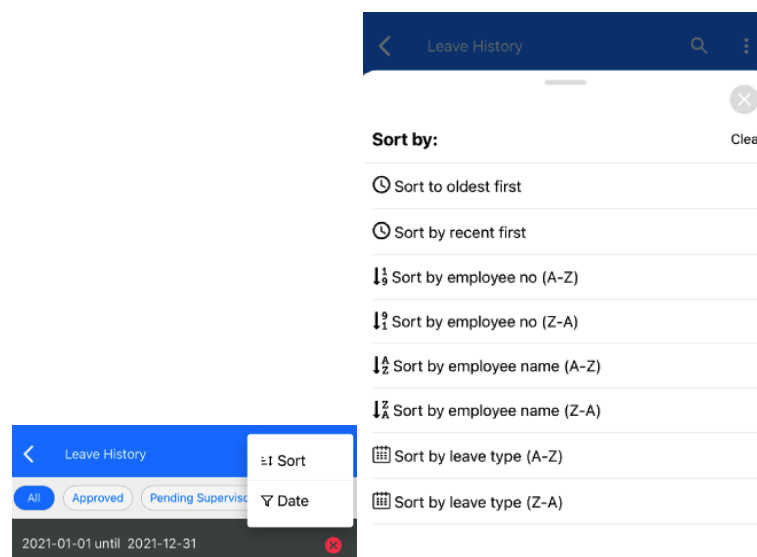 Leave History
Sort
All Approved Pending Superviso
Date
2021-01-01 until 2021-12-31
Leave History
Sort by:
Clea
Sort to oldest first
Sort by recent first
Sort by employee no (A-Z)
Sort by employee no (Z-A)
Sort by employee name (A-Z)
Sort by employee name (Z-A)
Sort by leave type (A-Z)
Sort by leave type (Z-A)